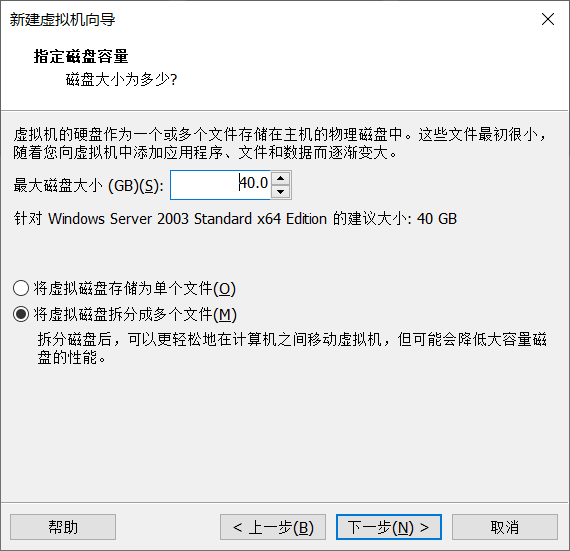 新建虚拟机向导
指定磁盘容量
磁盘大小为多少?
虚拟机的硬盘作为一个或多个文件存储在主机的物理磁盘中。这些文件最初很小，
随着您向虚拟机中添加应用程序、文件和数据而逐渐变大。
最大磁盘大小 (GB)(S): 40.0
针对 Windows Server 2003 Standard x64 Edition 的建议大小: 40 GB
将虚拟磁盘存储为单个文件(O)
将虚拟磁盘拆分成多个文件(M)
拆分磁盘后，可以更轻松地在计算机之间移动虚拟机，但可能会降低大容量磁
盘的性能。
帮助 < 上一步(B) 下一步(N) > 取消